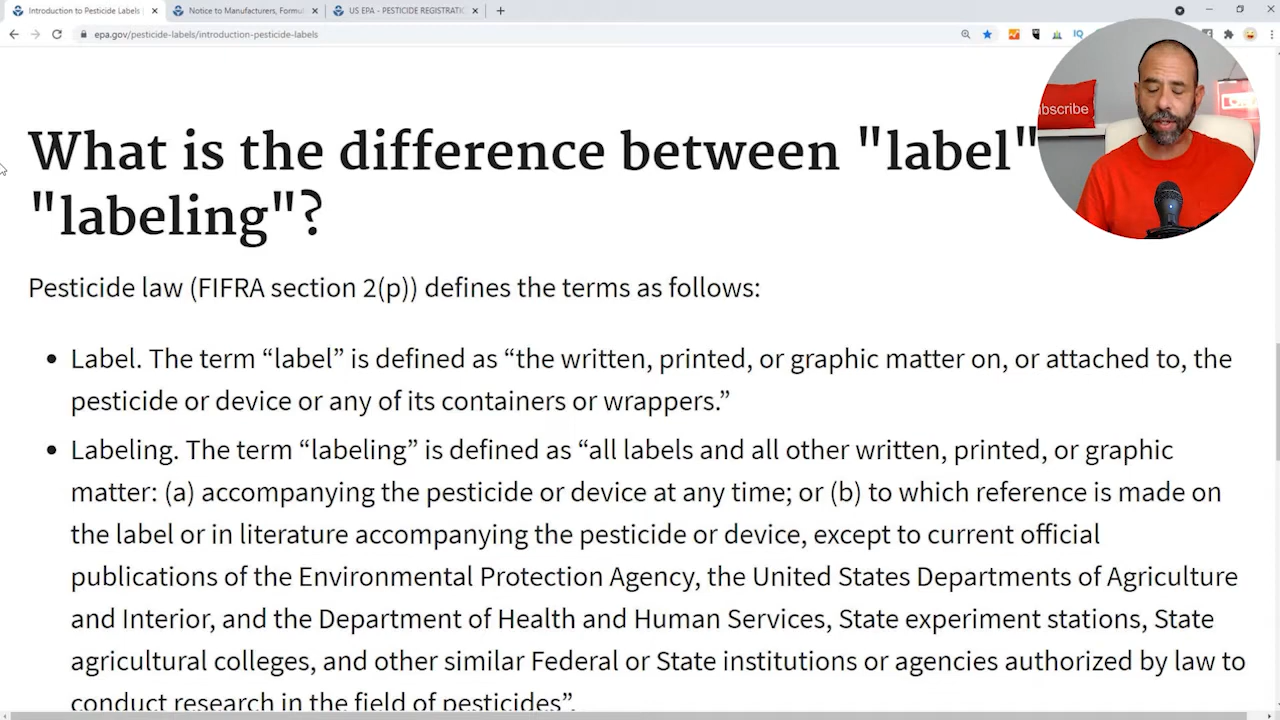 Introduction to Pesticide Labels
Notice to Manufacturers, Formul
US EPA - PESTICIDE REGISTRATIO
epa.gov/pesticide-labels/introduction-pesticide-labels
What is the difference between "label"
"labeling"?
ubscribe
Pesticide law (FIFRA section 2(p)) defines the terms as follows:
• Label. The term “label” is defined as “the written, printed, or graphic matter on, or attached to, the
pesticide or device or any of its containers or wrappers.”
• Labeling. The term “labeling” is defined as “all labels and all other written, printed, or graphic
matter: (a) accompanying the pesticide or device at any time; or (b) to which reference is made on
the label or in literature accompanying the pesticide or device, except to current official
publications of the Environmental Protection Agency, the United States Departments of Agriculture
and Interior, and the Department of Health and Human Services, State experiment stations, State
agricultural colleges, and other similar Federal or State institutions or agencies authorized by law to
conduct research in the field of pesticides”.